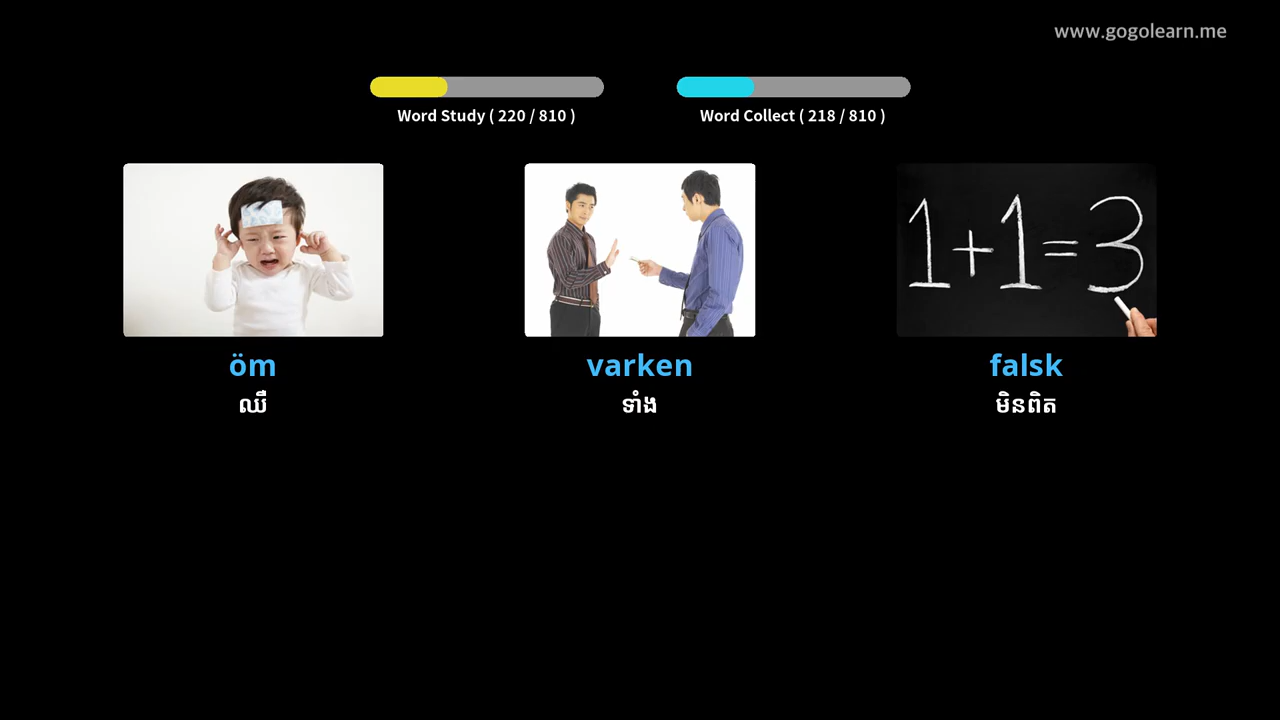 www.gogolearn.me
Word Study ( 220 / 810 )
Word Collect ( 218 / 810 )
1+1=3
öm
varken
falsk
ឈឺ
ទាំង
មិនពិត